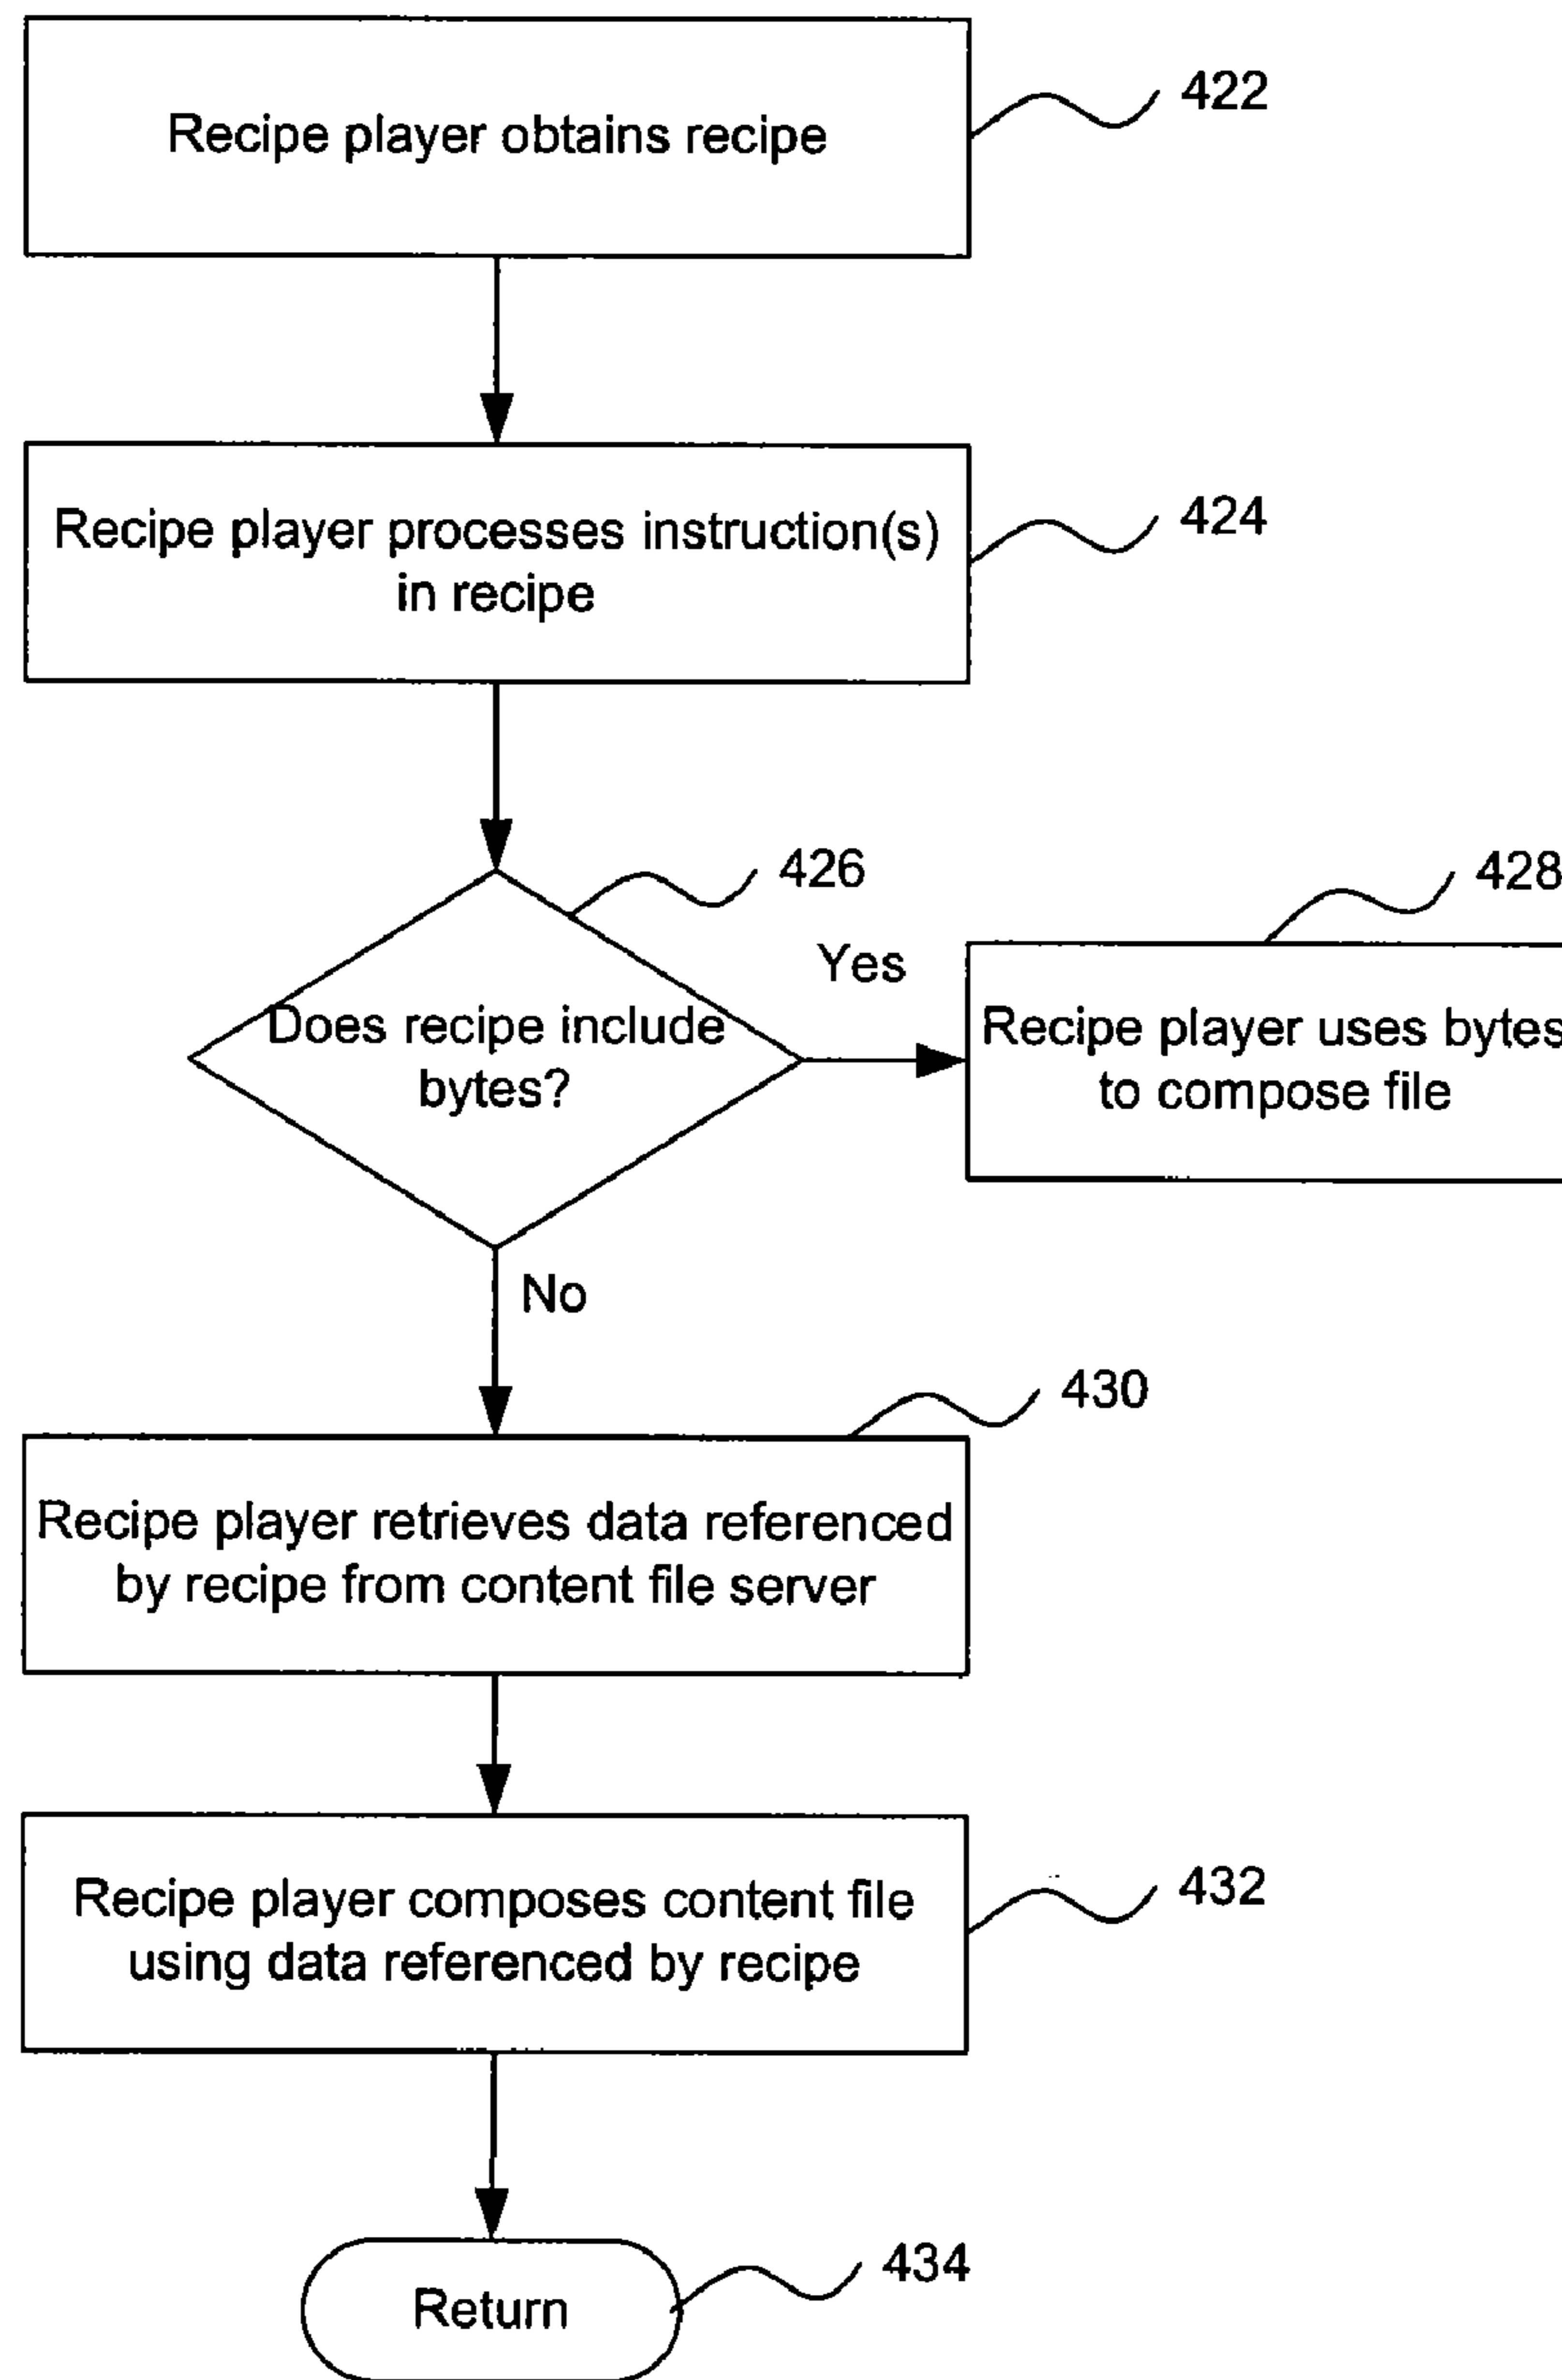 Recipe player obtains recipe
422
Recipe player processes instruction(s)
in recipe
424
426
428
Yes
Does recipe include
bytes?
Recipe player uses bytes
to compose file
No
430
Recipe player retrieves data referenced
by recipe from content file server
Recipe player composes content file
using data referenced by recipe
432
434
Return